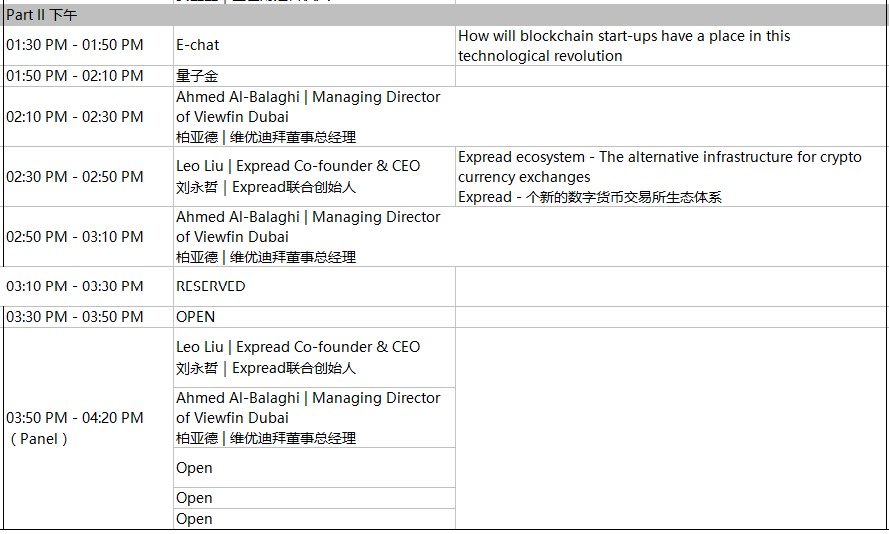 Part II 下午
01:30 PM - 01:50 PM
E-chat
How will blockchain start-ups have a place in this
technological revolution
01:50 PM - 02:10 PM
量子金
02:10 PM - 02:30 PM
Ahmed Al-Balaghi | Managing Director
of Viewfin Dubai
柏亚德 | 维优迪拜董事总经理
02:30 PM - 02:50 PM
Leo Liu | Expread Co-founder & CEO
刘永哲 | Expread联合创始人
Expread ecosystem - The alternative infrastructure for crypto
currency exchanges
Expread - 个新的数字货币交易所生态体系
02:50 PM - 03:10 PM
Ahmed Al-Balaghi | Managing Director
of Viewfin Dubai
柏亚德 | 维优迪拜董事总经理
03:10 PM - 03:30 PM
RESERVED
03:30 PM - 03:50 PM
OPEN
03:50 PM - 04:20 PM
（Panel）
Leo Liu | Expread Co-founder & CEO
刘永哲 | Expread联合创始人
Ahmed Al-Balaghi | Managing Director
of Viewfin Dubai
柏亚德 | 维优迪拜董事总经理
Open
Open
Open